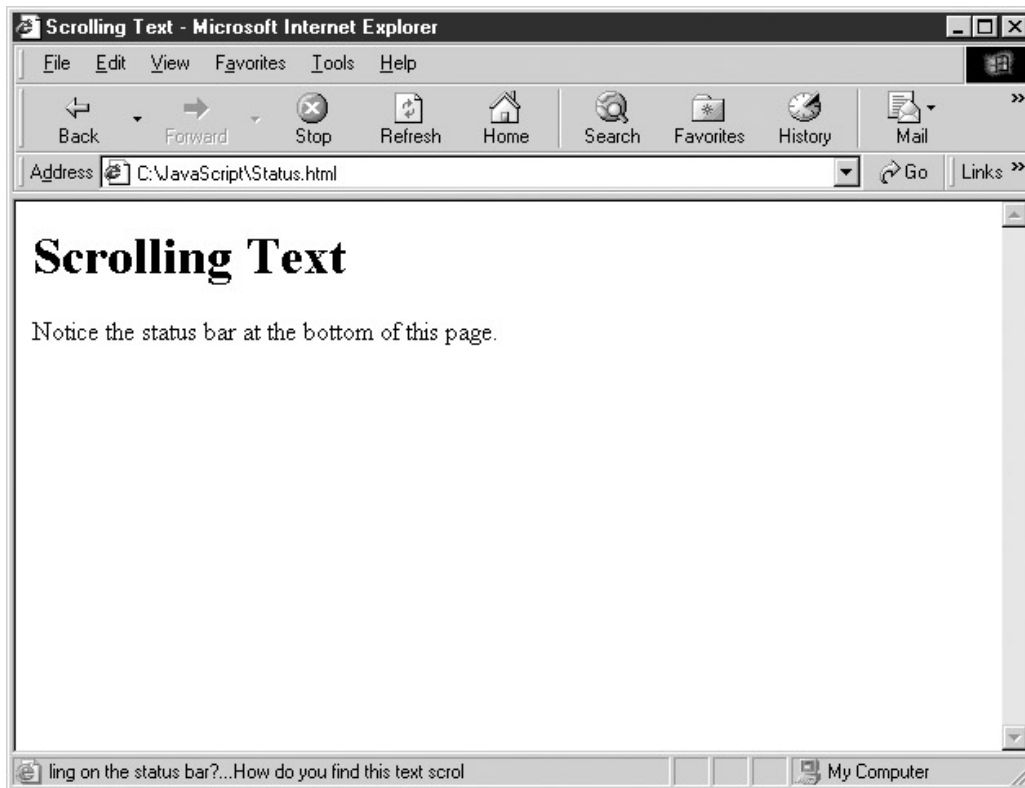 Scrolling Text - Microsoft Internet Explorer
File Edit View Favorites Tools Help
Back Forward Stop Refresh Home Search Favorites History Mail »
Address C:\JavaScript\Status.html Go Links »
Scrolling Text
Notice the status bar at the bottom of this page.
ling on the status bar?...How do you find this text scrol My Computer